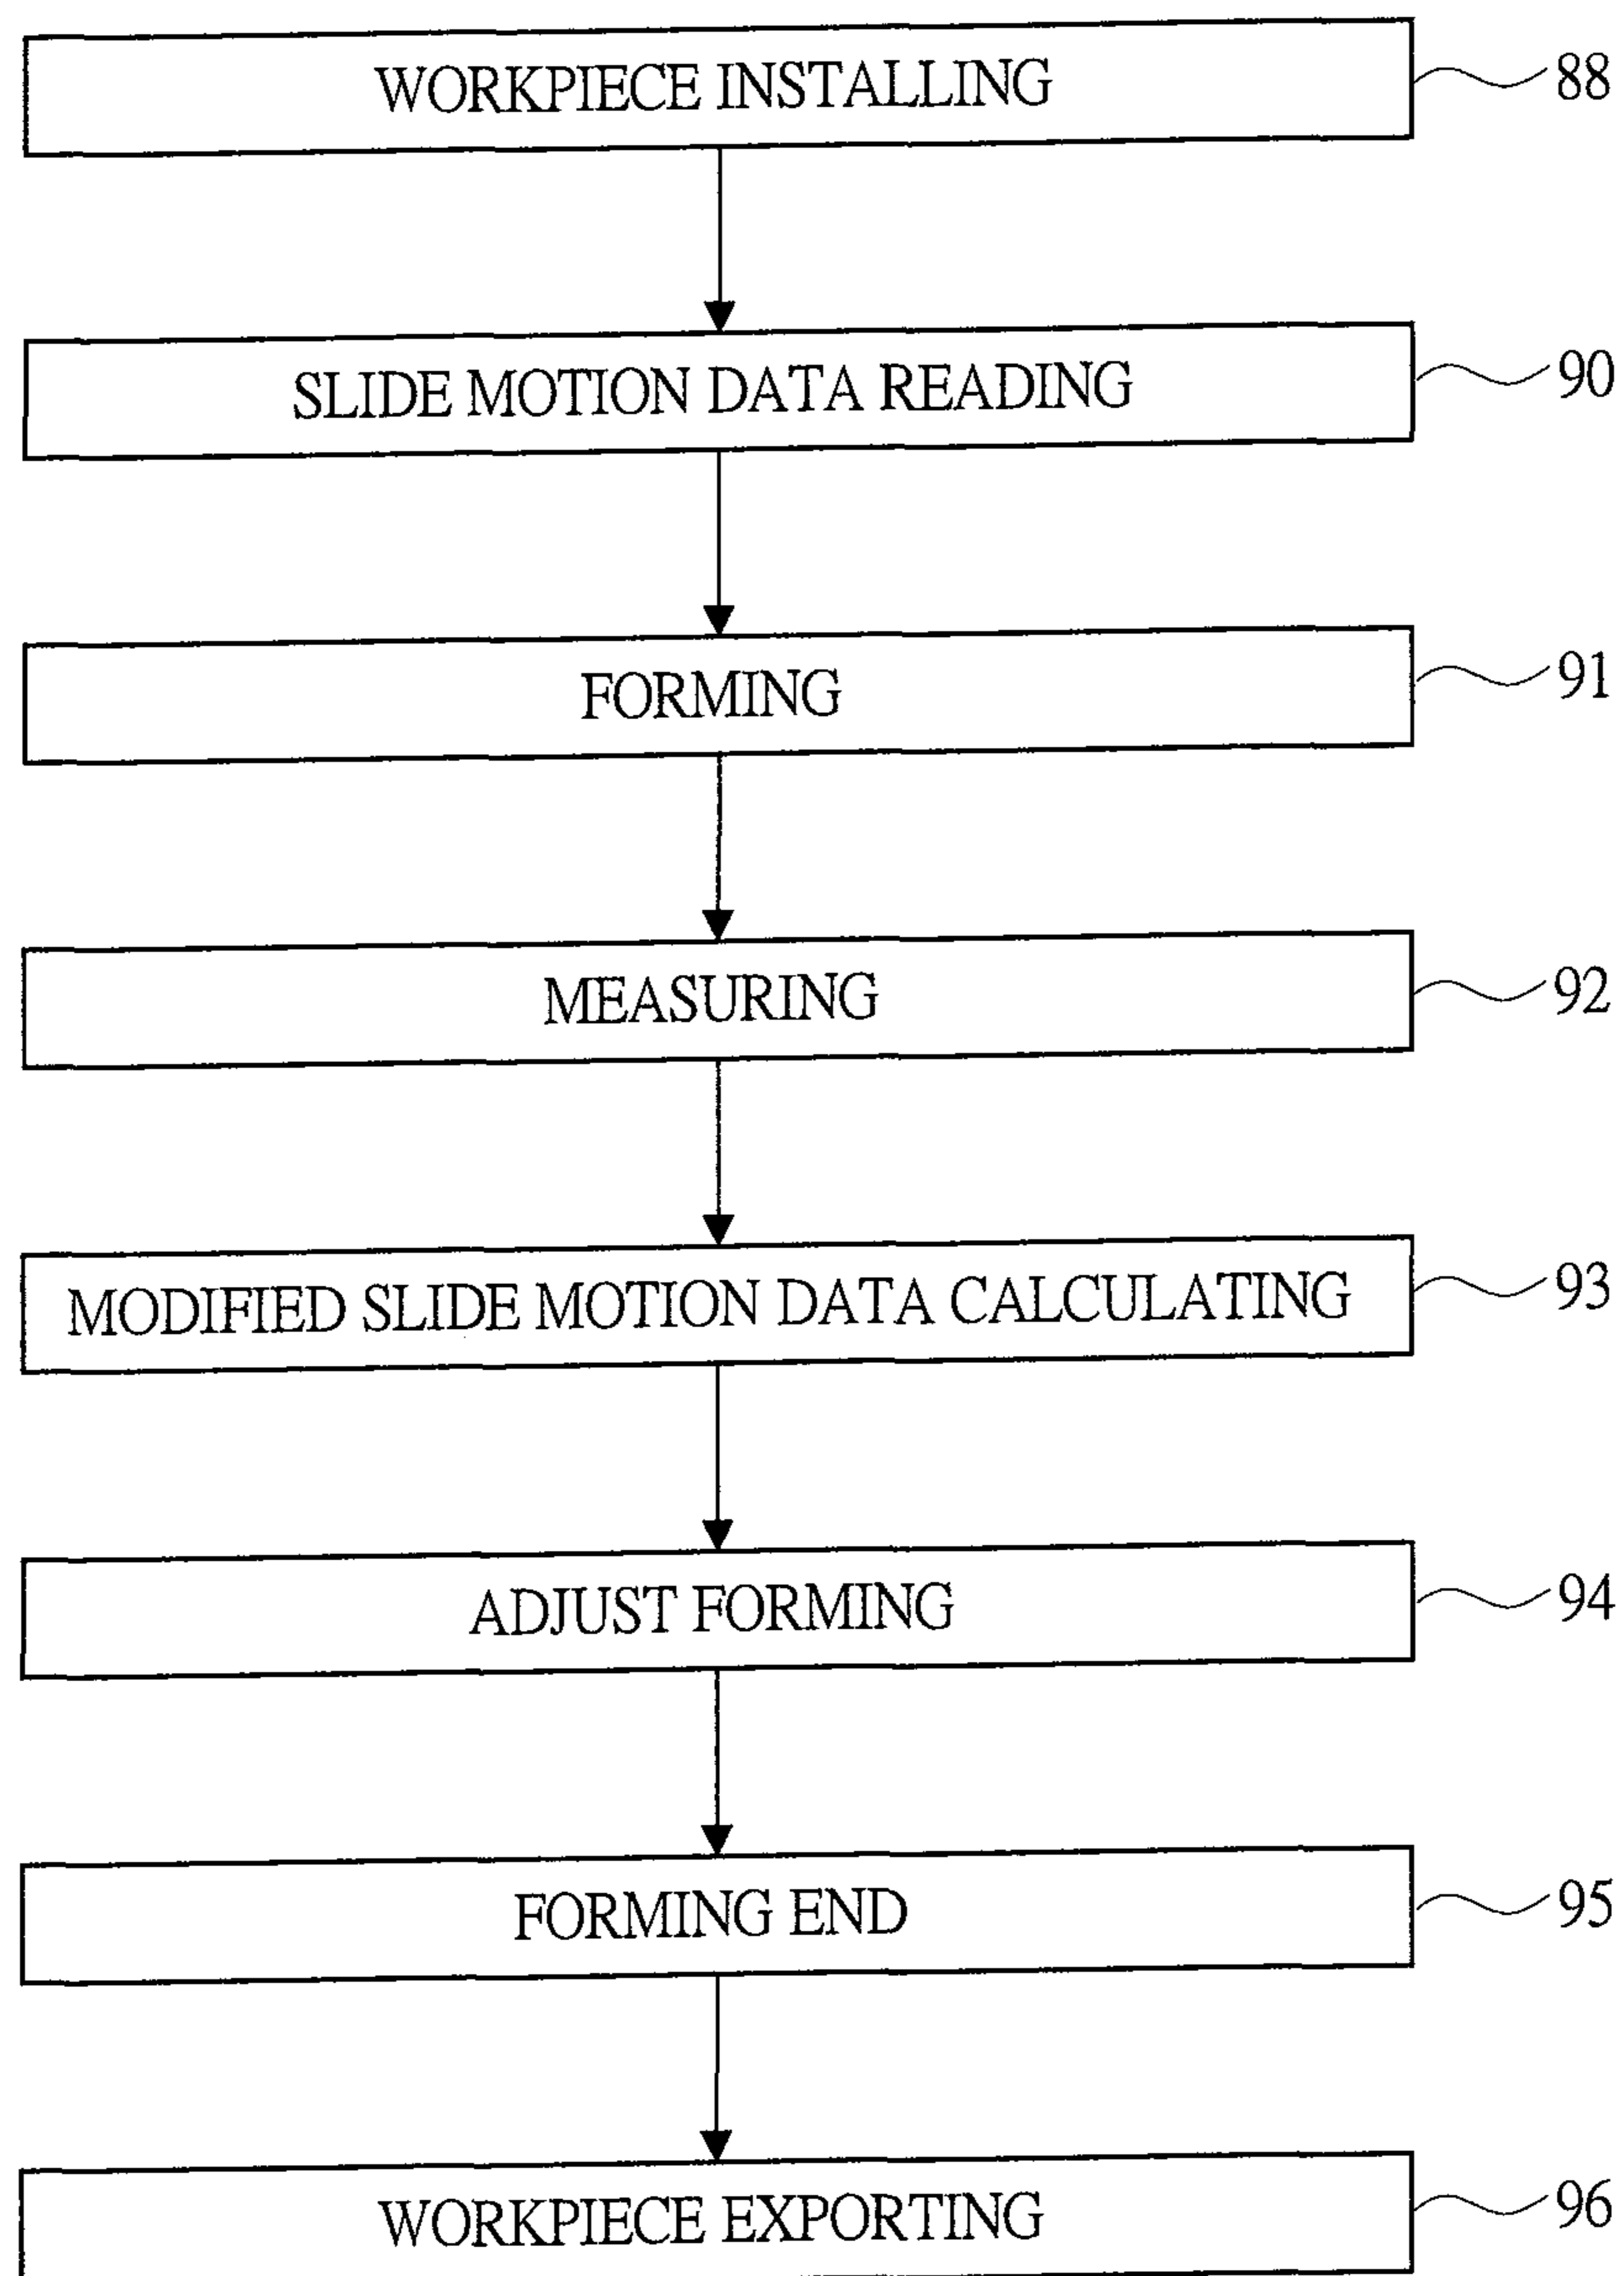 WORKPIECE INSTALLING 88
SLIDE MOTION DATA READING 90
FORMING 91
MEASURING 92
MODIFIED SLIDE MOTION DATA CALCULATING 93
ADJUST FORMING 94
FORMING END 95
WORKPIECE EXPORTING 96